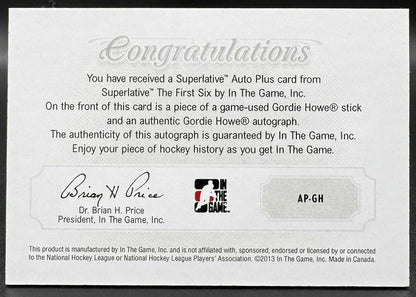 Congratulations
You have received a Superlative™ Auto Plus card from
Superlative™ The First Six by In The Game, Inc.
On the front of this card is a piece of a game-used Gordie Howe® stick
and an authentic Gordie Howe® autograph.
The authenticity of this autograph is guaranteed by In The Game, Inc.
Enjoy your piece of hockey history as you get In The Game.
Brian H Price
Dr. Brian H. Price
President, In The Game, Inc.
IN
THE
GAME
AP-GH
This product is manufactured by In The Game, Inc. and is not affiliated with, sponsored, endorsed or licensed by or connected
to the National Hockey League or National Hockey League Players' Association. ©2013 In The Game, Inc. Made in Canada.